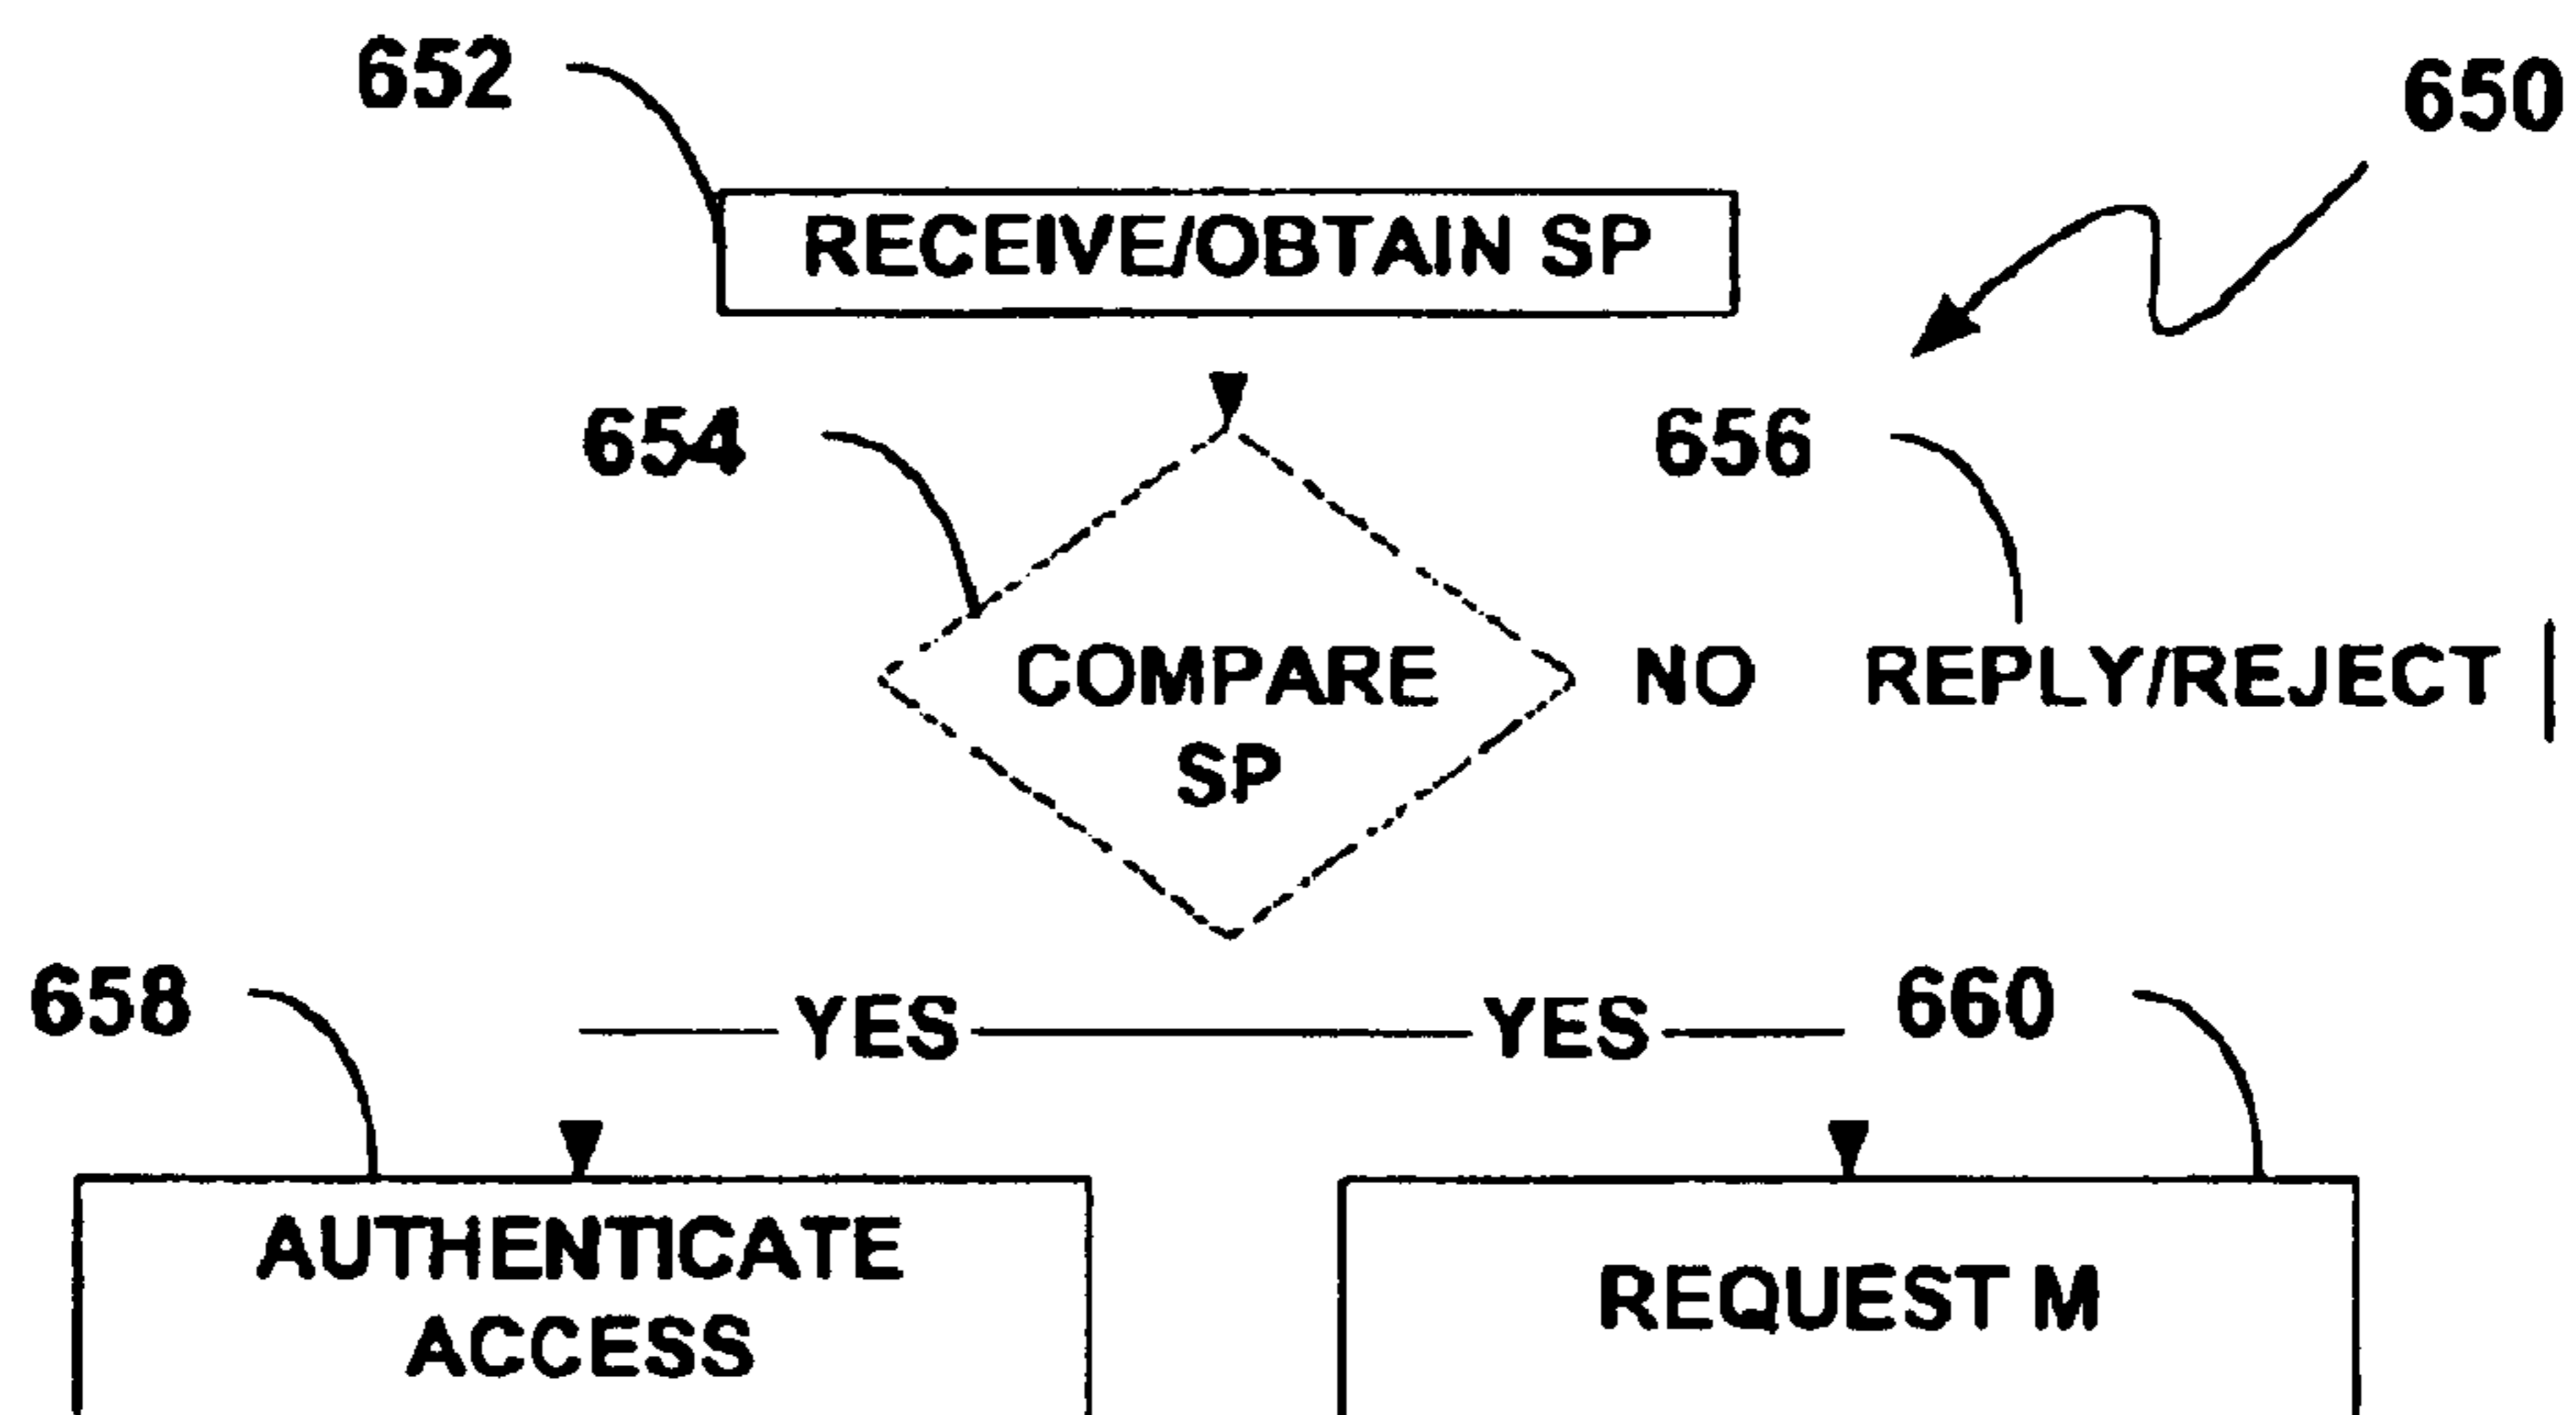 652
650
RECEIVE/OBTAIN SP
654
656
COMPARE
SP
NO
REPLY/REJECT
658
YES
YES
660
AUTHENTICATE
ACCESS
REQUEST M